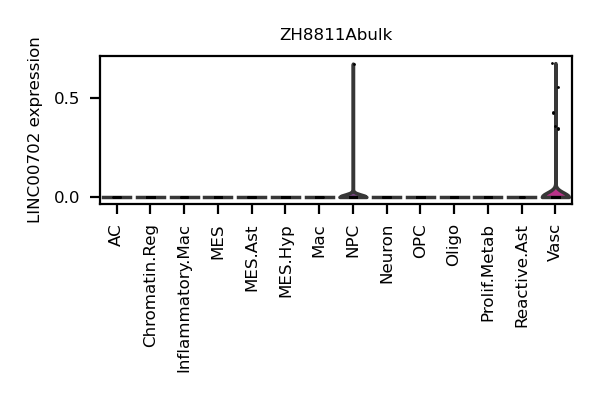 ZH8811Abulk
LINC00702 expression
0.5
0.0
AC
Chromatin.Reg
Inflammatory.Mac
MES
MES.Ast
MES.Hyp
Mac
NPC
Neuron
OPC
Oligo
Prolif.Metab
Reactive.Ast
Vasc